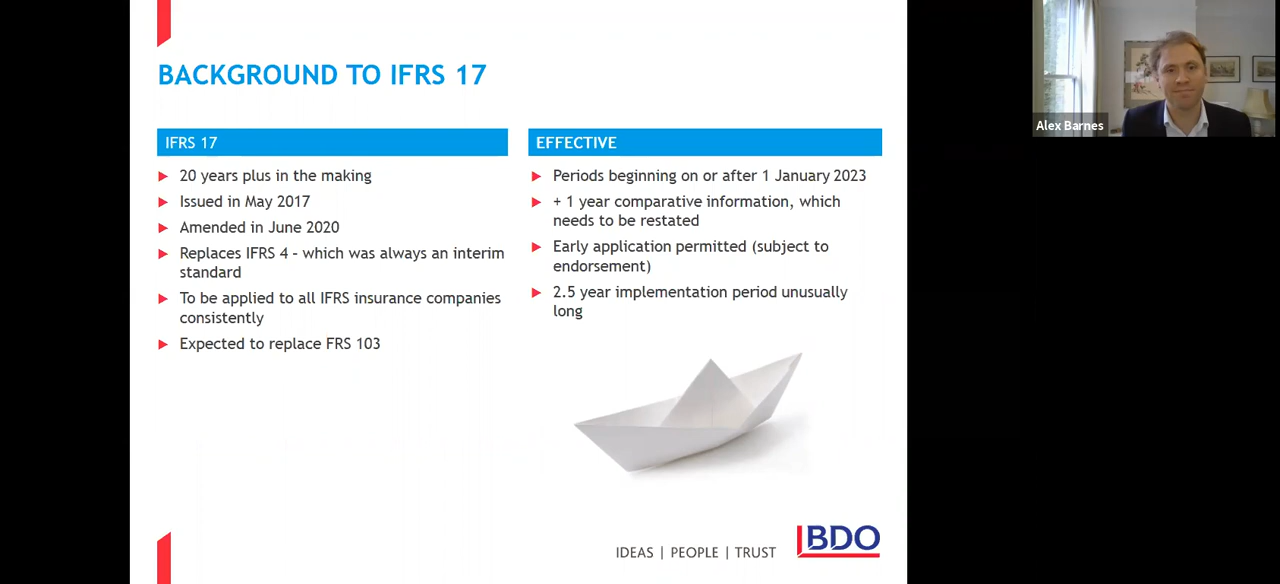 BACKGROUND TO IFRS 17
IFRS 17
20 years plus in the making
Issued in May 2017
Amended in June 2020
Replaces IFRS 4 – which was always an interim
standard
To be applied to all IFRS insurance companies
consistently
Expected to replace FRS 103
EFFECTIVE
Periods beginning on or after 1 January 2023
+ 1 year comparative information, which
needs to be restated
Early application permitted (subject to
endorsement)
2.5 year implementation period unusually
long
IDEAS | PEOPLE | TRUST
BDO
Alex Barnes